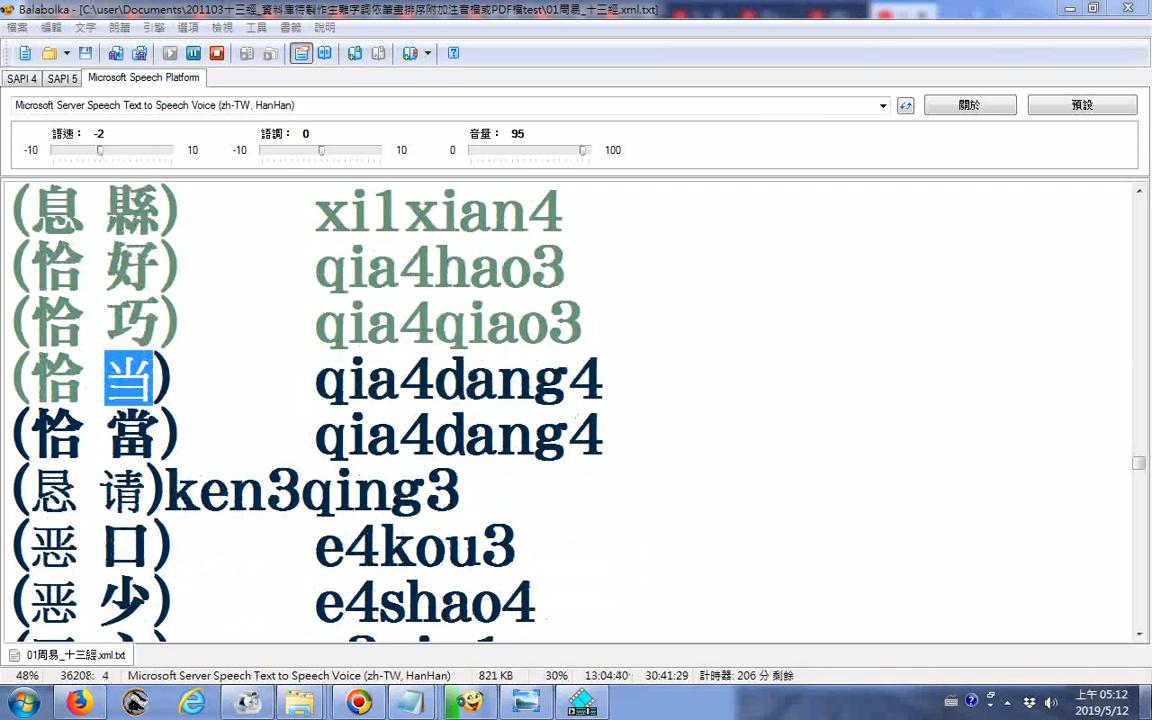 Balabolka - [C:\user\Documents\201103十三經_資料庫待製作生難字詞依筆畫排序附加注音檔或PDF檔test\01周易_十三經.xml.txt]
檔案 編輯 文字 朗讀 引擎 選項 檢視 工具 書籤 說明
SAPI 4 SAPI 5 Microsoft Speech Platform
Microsoft Server Speech Text to Speech Voice (zh-TW, HanHan) 關於 預設
語速： -2 語調： 0 音量： 95
-10 10 -10 10 0 100
(息 縣) xi1xian4
(恰 好) qia4hao3
(恰 巧) qia4qiao3
(恰 当) qia4dang4
(恰 當) qia4dang4
(恳 请)ken3qing3
(恶 口) e4kou3
(恶 少) e4shao4
01周易_十三經.xml.txt
48% 36208: 4 Microsoft Server Speech Text to Speech Voice (zh-TW, HanHan) 821 KB 30% 13:04:40 30:41:29 計時器: 206 分 剩餘
上午 05:12
2019/5/12